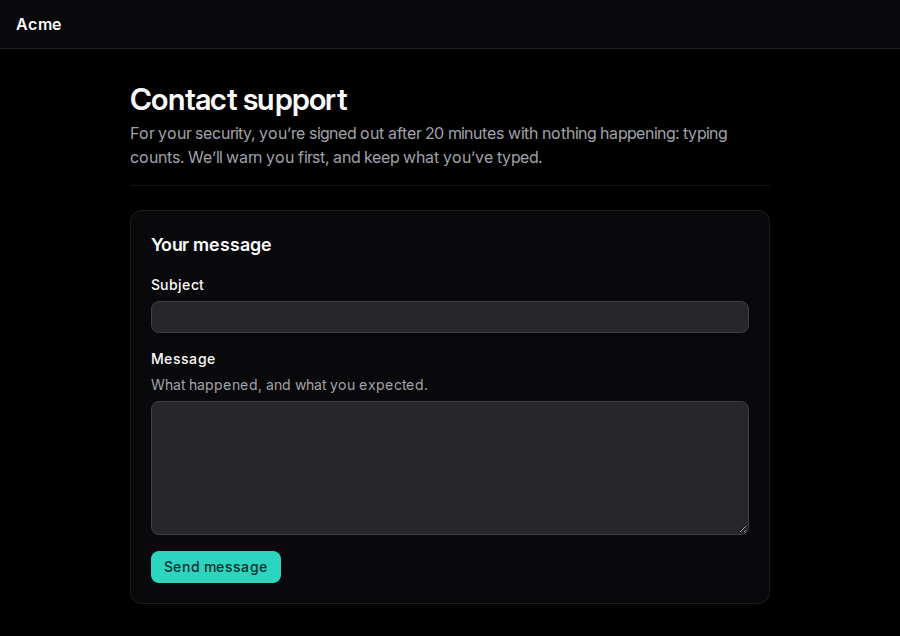 Acme
Contact support
For your security, you’re signed out after 20 minutes with nothing happening: typing
counts. We’ll warn you first, and keep what you’ve typed.
Your message
Subject
Message
What happened, and what you expected.
Send message